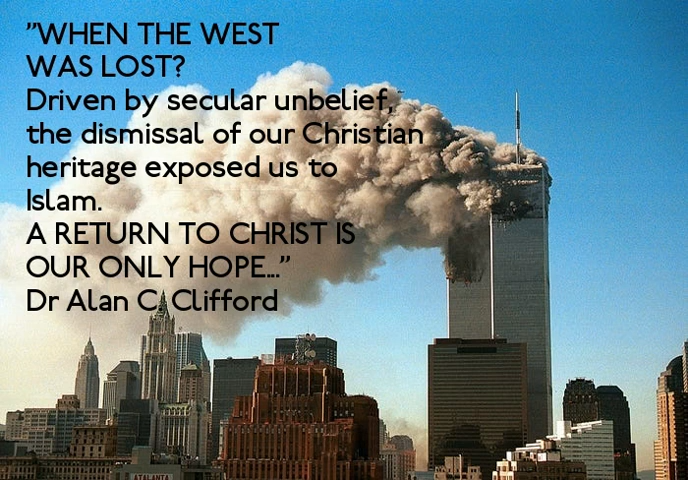 ”WHEN THE WEST
WAS LOST?
Driven by secular unbelief,
the dismissal of our Christian
heritage exposed us to
Islam.
A RETURN TO CHRIST IS
OUR ONLY HOPE...”
Dr Alan C. Clifford
ATALANTA